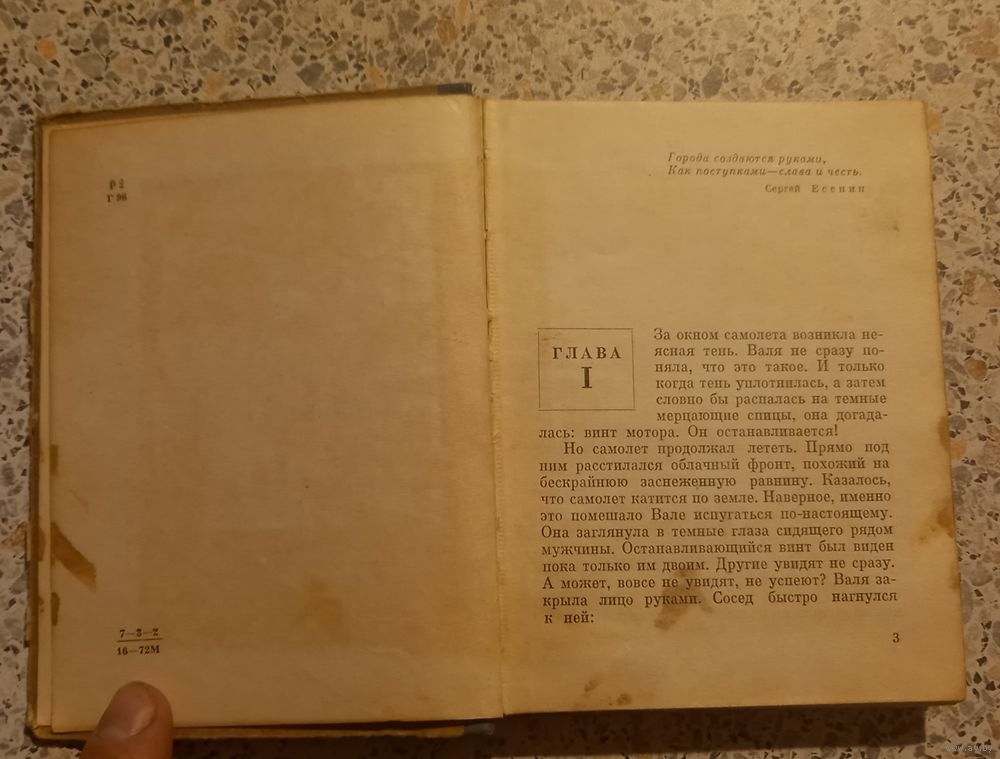 Р 2
Г 96
7—3—2
16—72М
Города создаются руками,
Как поступками—слава и честь.
Сергей Есенин
ГЛАВА
I
За окном самолета возникла не-
ясная тень. Валя не сразу по-
няла, что это такое. И только
когда тень уплотнилась, а затем
словно бы распалась на темные
мерцающие спицы, она догада-
лась: винт мотора. Он останавливается!
Но самолет продолжал лететь. Прямо под
ним расстилался облачный фронт, похожий на
бескрайнюю заснеженную равнину. Казалось,
что самолет катится по земле. Наверное, именно
это помешало Вале испугаться по-настоящему.
Она заглянула в темные глаза сидящего рядом
мужчины. Останавливающийся винт был виден
пока только им двоим. Другие увидят не сразу.
А может, вовсе не увидят, не успеют? Валя за-
крыла лицо руками. Сосед быстро нагнулся
к ней:
3
www.ay.by